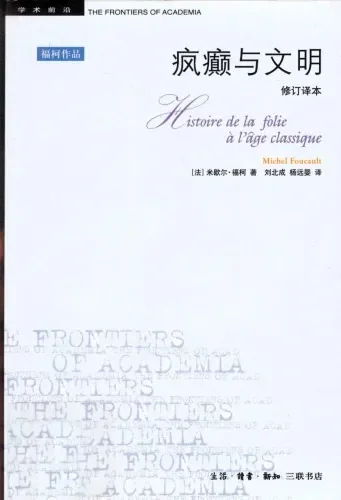 学术前沿 THE FRONTIERS OF ACADEMIA
福柯作品
疯癫与文明
修订译本
Histoire de la folie
à l'âge classique
Michel Foucault
[法] 米歇尔·福柯 著 刘北成 杨远婴 译
HE FRONTIERS
OF ACADEMIA
THE FRONTIERS
ACADEMIA
生活·讀書·新知 三联书店